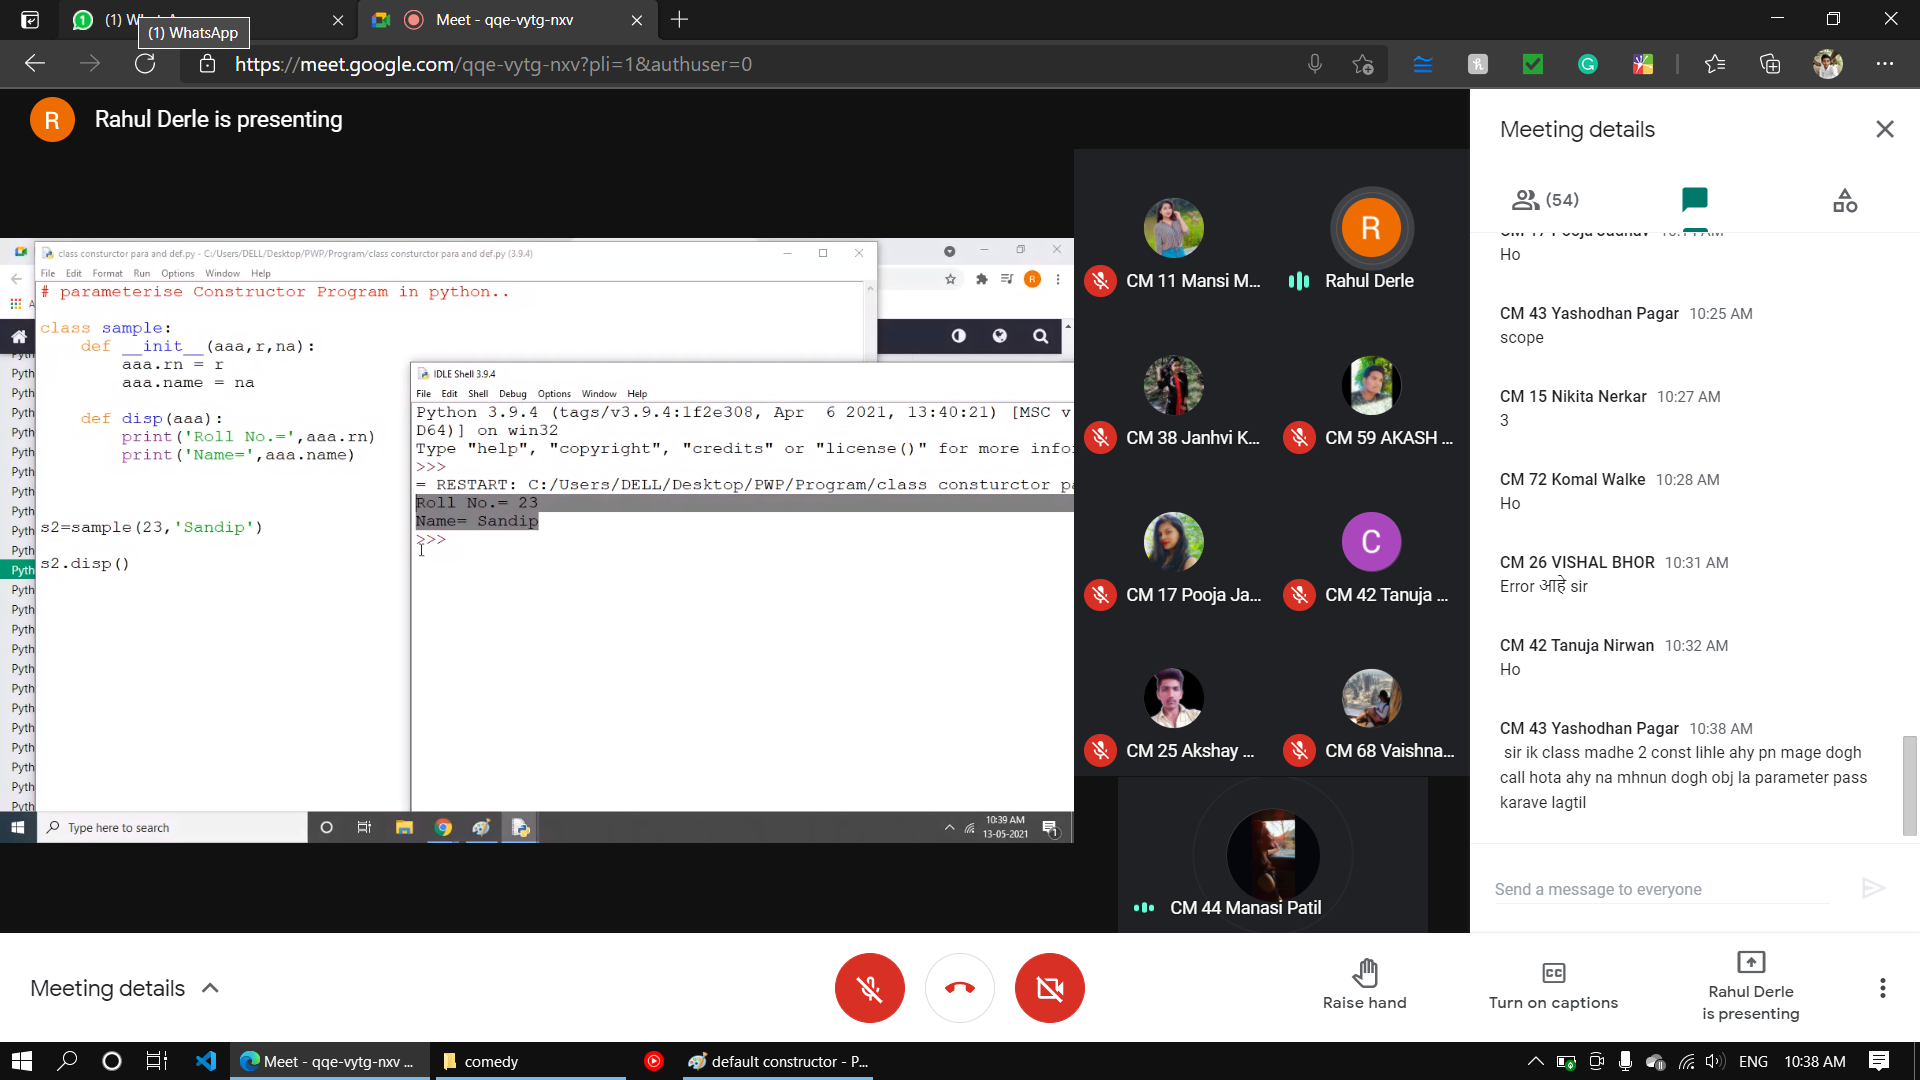 (1) WhatsApp
Meet - qqe-vytg-nxv
https://meet.google.com/qqe-vytg-nxv?pli=1&authuser=0
R
Rahul Derle is presenting
class consturctor para and def.py - C:/Users/DELL/Desktop/PWP/Program/class consturctor para and def.py (3.9.4)
File Edit Format Run Options Window Help
# parameterise Constructor Program in python..
class sample:
def __init__(aaa,r,na):
aaa.rn = r
aaa.name = na
def disp(aaa):
print('Roll No.=',aaa.rn)
print('Name=',aaa.name)
s2=sample(23,'Sandip')
s2.disp()
IDLE Shell 3.9.4
File Edit Shell Debug Options Window Help
Python 3.9.4 (tags/v3.9.4:1f2e308, Apr 6 2021, 13:40:21) [MSC v
D64)] on win32
Type "help", "copyright", "credits" or "license()" for more info
>>>
= RESTART: C:/Users/DELL/Desktop/PWP/Program/class consturctor pa
Roll No.= 23
Name= Sandip
>>>
Type here to search
10:39 AM
13-05-2021
CM 11 Mansi M...
R
Rahul Derle
CM 38 Janhvi K...
CM 59 AKASH ...
CM 17 Pooja Ja...
C
CM 42 Tanuja ...
CM 25 Akshay ...
CM 68 Vaishna...
CM 44 Manasi Patil
Meeting details
(54)
Ho
CM 43 Yashodhan Pagar 10:25 AM
scope
CM 15 Nikita Nerkar 10:27 AM
3
CM 72 Komal Walke 10:28 AM
Ho
CM 26 VISHAL BHOR 10:31 AM
Error आहे sir
CM 42 Tanuja Nirwan 10:32 AM
Ho
CM 43 Yashodhan Pagar 10:38 AM
sir ik class madhe 2 const lihle ahy pn mage dogh
call hota ahy na mhnun dogh obj la parameter pass
karave lagtil
Send a message to everyone
Meeting details
Raise hand
Turn on captions
Rahul Derle
is presenting
Meet - qqe-vytg-nxv ...
comedy
default constructor - P...
ENG
10:38 AM